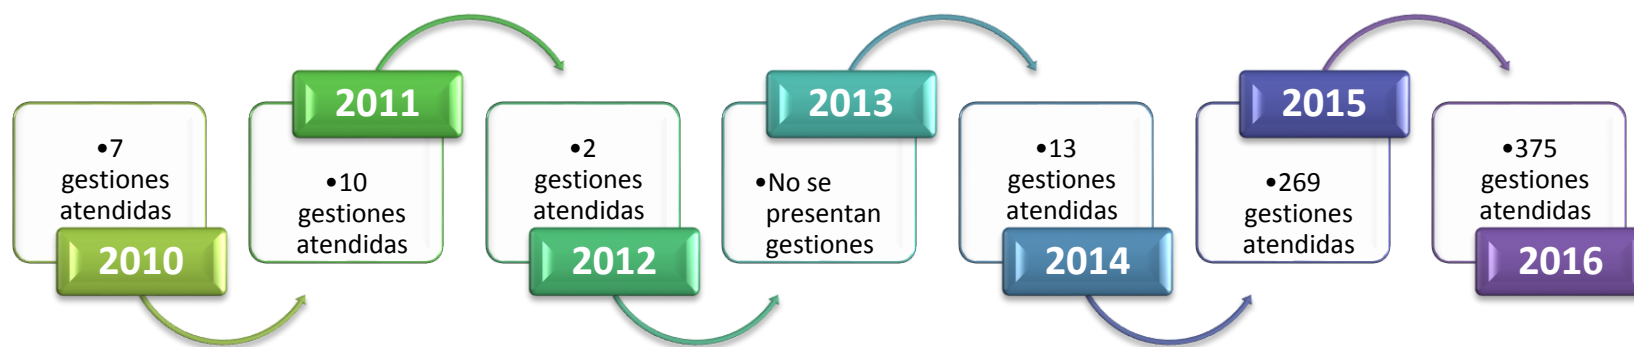 •7
gestiones
atendidas
2010
2011
•10
gestiones
atendidas
•2
gestiones
atendidas
2012
2013
•No se
presentan
gestiones
•13
gestiones
atendidas
2014
2015
•269
gestiones
atendidas
•375
gestiones
atendidas
2016